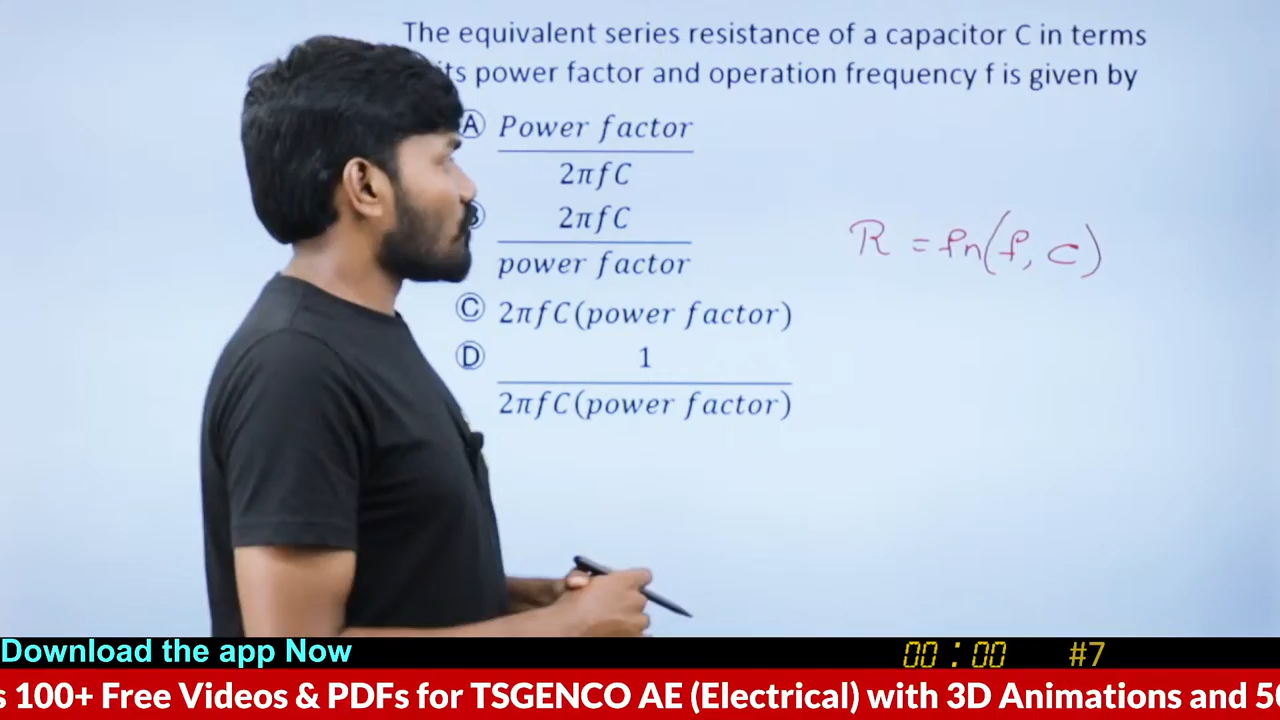 The equivalent series resistance of a capacitor C in terms
its power factor and operation frequency f is given by
Ⓐ Power factor
2πfC
2πfC
power factor
Ⓒ 2πfC(power factor)
Ⓓ 1
2πfC(power factor)
R = fn(f, C)
Download the app Now
00:00 #7
s 100+ Free Videos & PDFs for TSGENCO AE (Electrical) with 3D Animations and